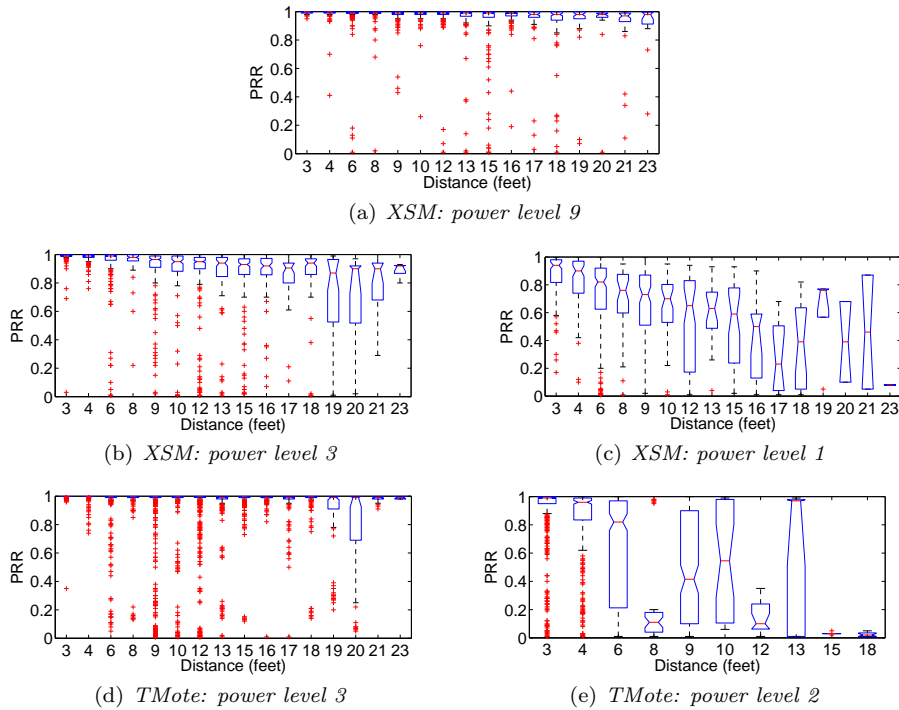 PRR
1
0.8
0.6
0.4
0.2
0
3 4 6 8 9 10 12 13 15 16 17 18 19 20 21 23
Distance (feet)
(a) XSM: power level 9
PRR
1
0.8
0.6
0.4
0.2
0
3 4 6 8 9 10 12 13 15 16 17 18 19 20 21 23
Distance (feet)
(b) XSM: power level 3
PRR
1
0.8
0.6
0.4
0.2
0
3 4 6 8 9 10 12 13 15 16 17 18 19 20 21 23
Distance (feet)
(c) XSM: power level 1
PRR
1
0.8
0.6
0.4
0.2
0
3 4 6 8 9 10 12 13 15 16 17 18 19 20 21 23
Distance (feet)
(d) TMote: power level 3
PRR
1
0.8
0.6
0.4
0.2
0
3 4 6 8 9 10 12 13 15 18
Distance (feet)
(e) TMote: power level 2